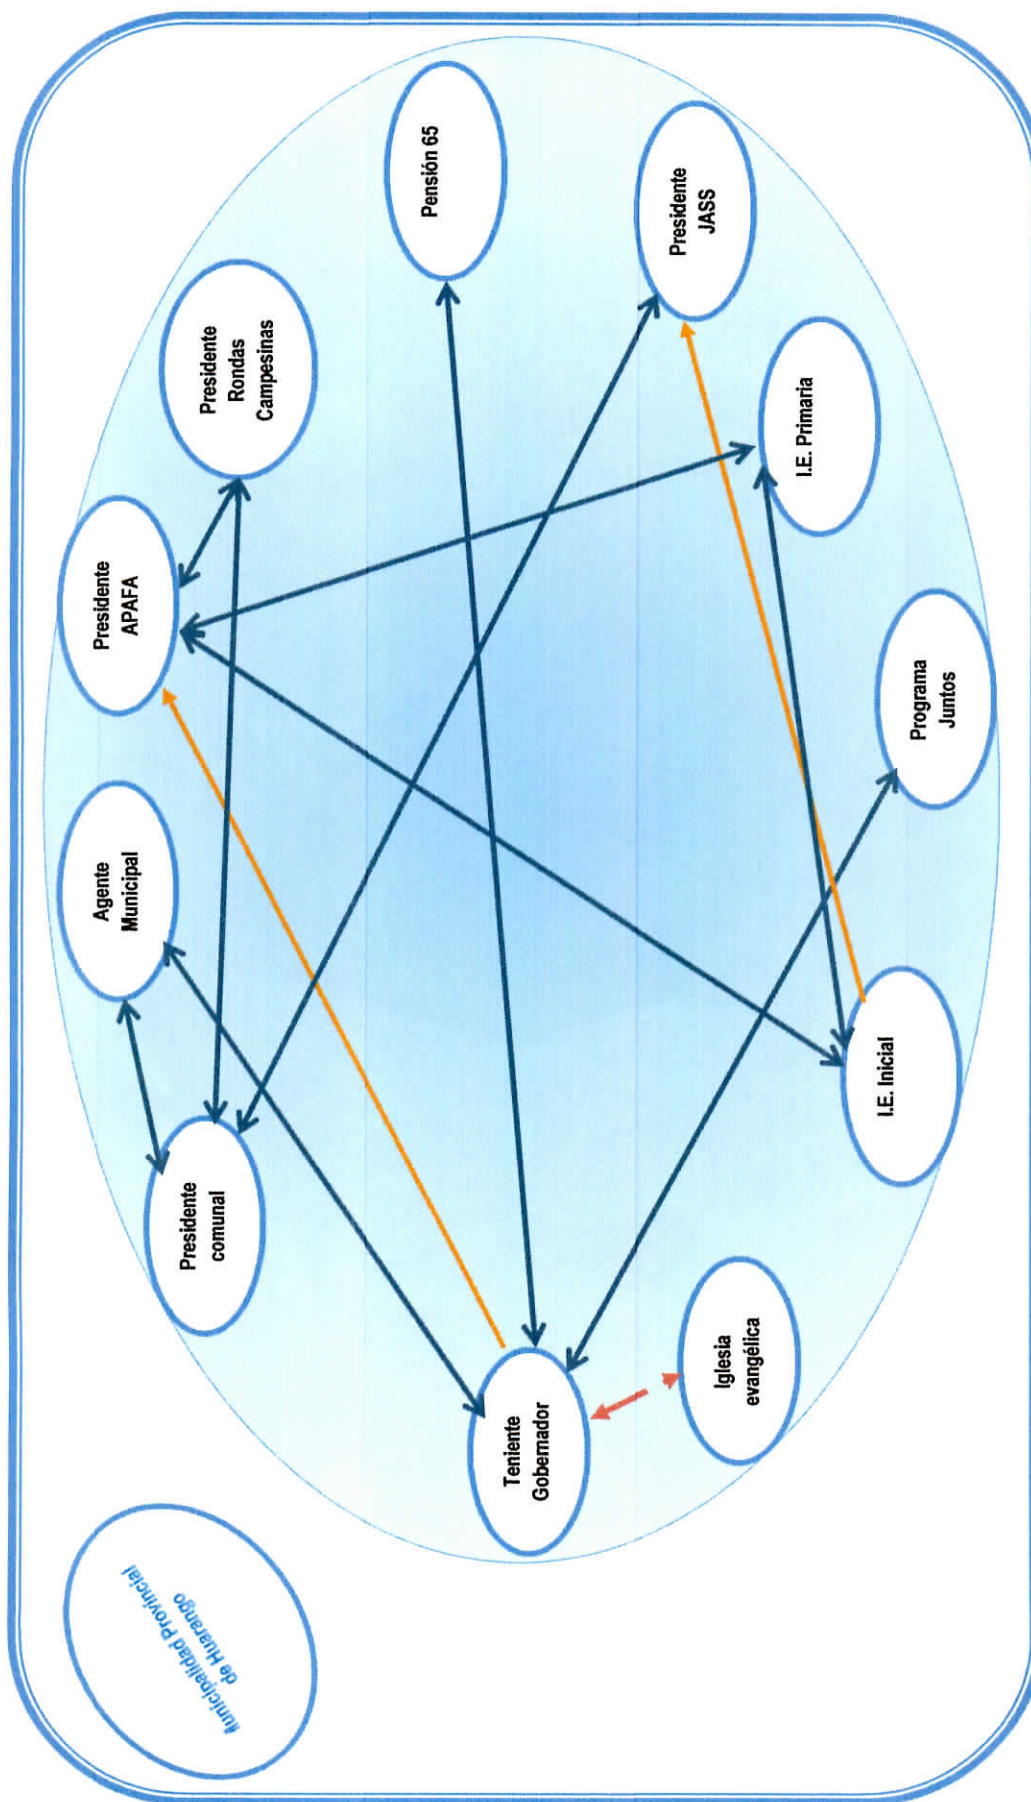 Municipalidad Provincial
de Huarango
Presidente
comunal
Agente
Municipal
Presidente
APAFA
Presidente
Rondas
Campesinas
Pensión 65
Teniente
Gobernador
Iglesia
evangélica
I.E. Inicial
Programa
Juntos
I.E. Primaria
Presidente
JASS